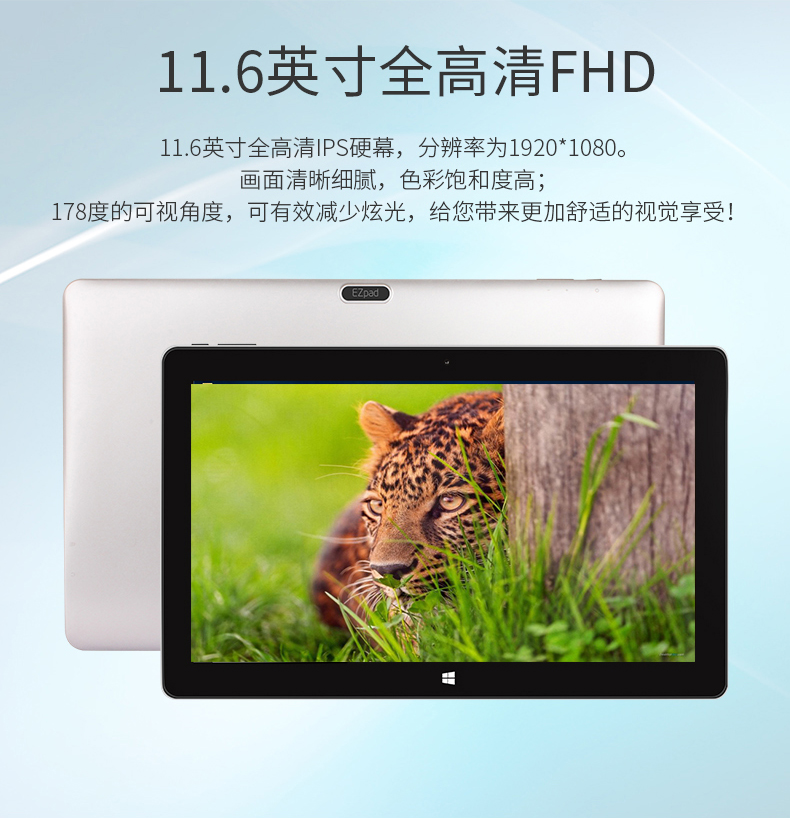 11.6英寸全高清FHD
11.6英寸全高清IPS硬幕，分辨率为1920*1080。
画面清晰细腻，色彩饱和度高；
178度的可视角度，可有效减少炫光，给您带来更加舒适的视觉享受！
EZpad